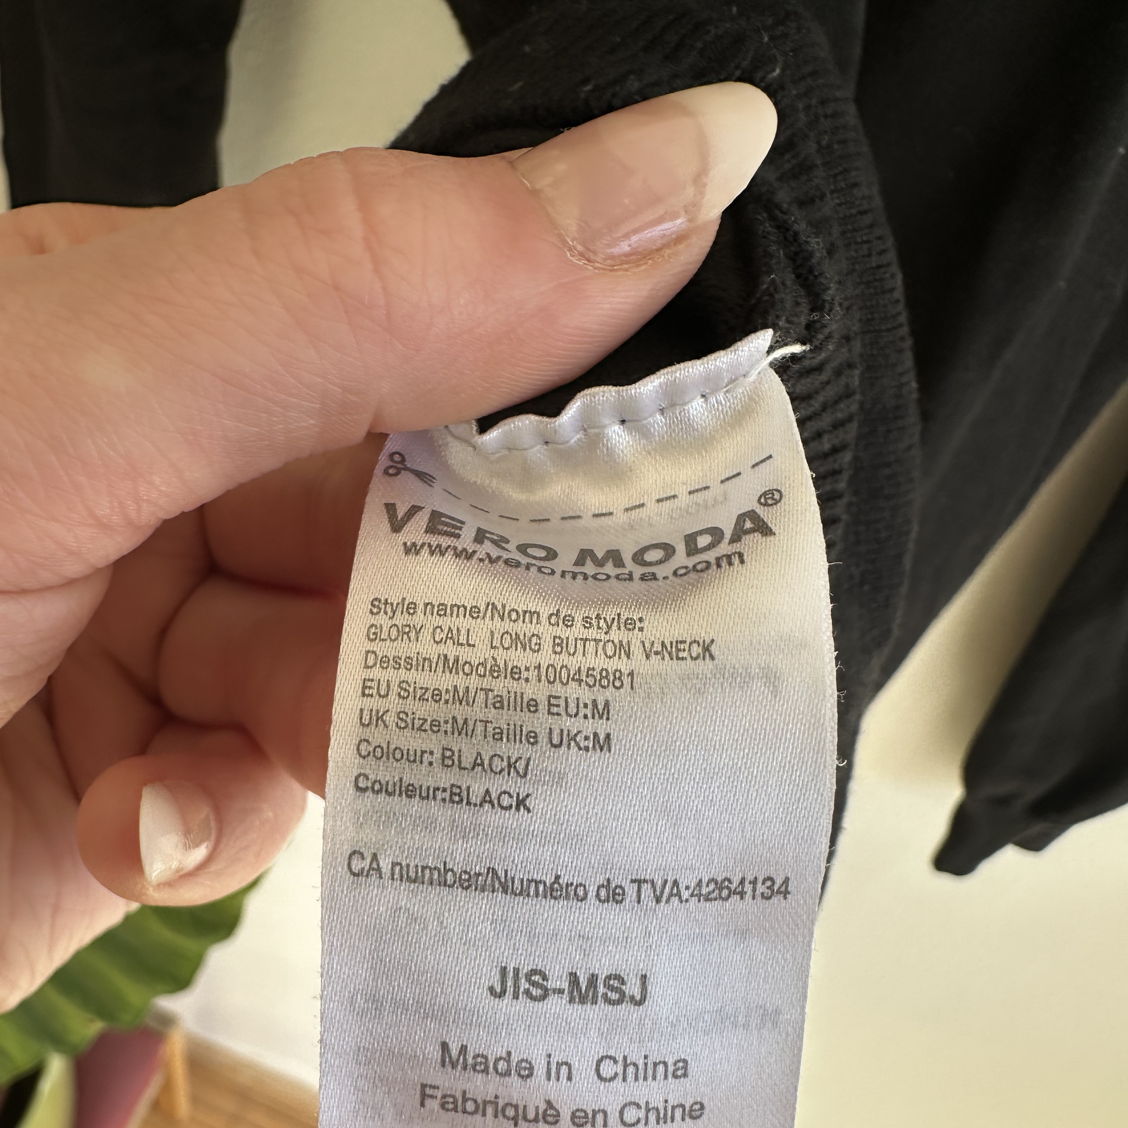 VERO MODA®
www.veromoda.com
Style name/Nom de style:
GLORY CALL LONG BUTTON V-NECK
Dessin/Modèle:10045881
EU Size:M/Taille EU:M
UK Size:M/Taille UK:M
Colour: BLACK/
Couleur:BLACK
CA number/Numéro de TVA:4264134
JIS-MSJ
Made in China
Fabriquè en Chine